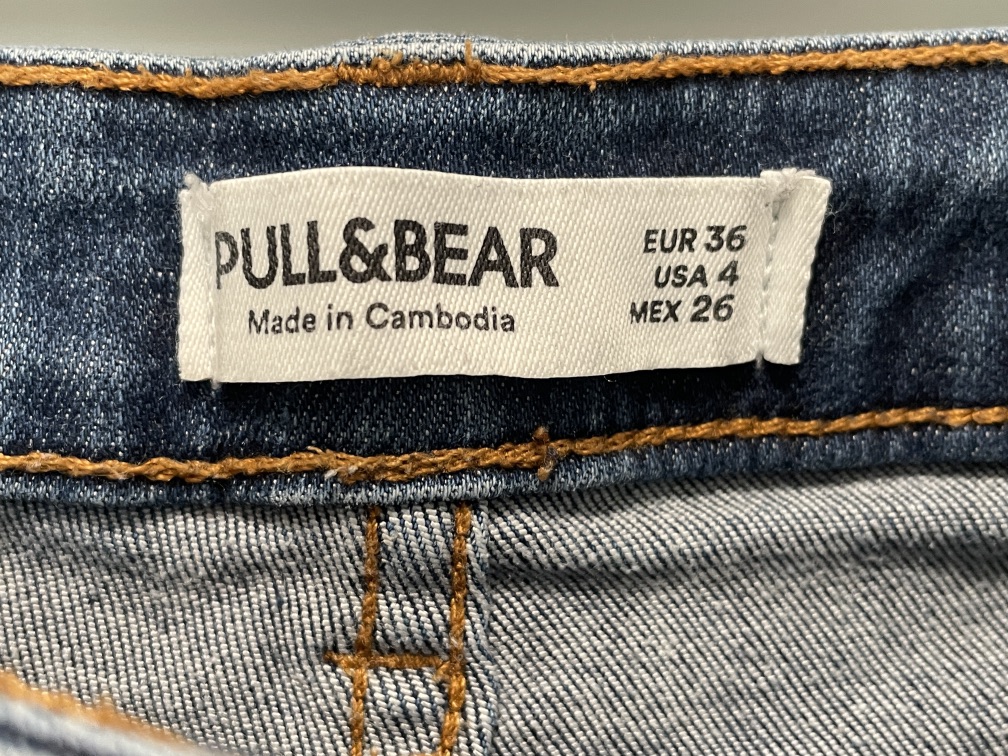 PULL&BEAR
Made in Cambodia
EUR 36
USA 4
MEX 26